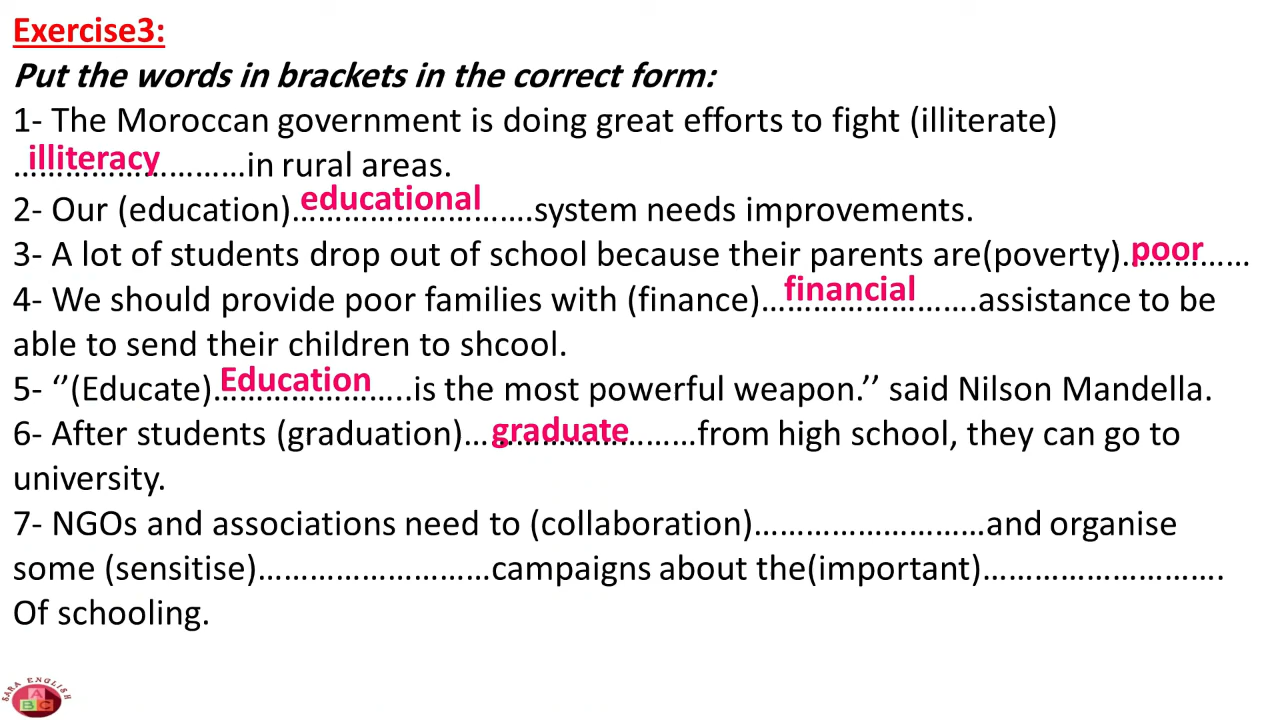 Exercise3:
Put the words in brackets in the correct form:
1- The Moroccan government is doing great efforts to fight (illiterate)
illiteracy ………………………in rural areas.
2- Our (education) educational ……………………….system needs improvements.
3- A lot of students drop out of school because their parents are(poverty) poor ……………
4- We should provide poor families with (finance) financial …………………….assistance to be
able to send their children to shcool.
5- ‘’(Educate) Education …………………..is the most powerful weapon.’’ said Nilson Mandella.
6- After students (graduation) graduate ………………………from high school, they can go to
university.
7- NGOs and associations need to (collaboration)………………………and organise
some (sensitise)………………………campaigns about the(important)……………………….
Of schooling.
SARA ENGLISH
A
B C